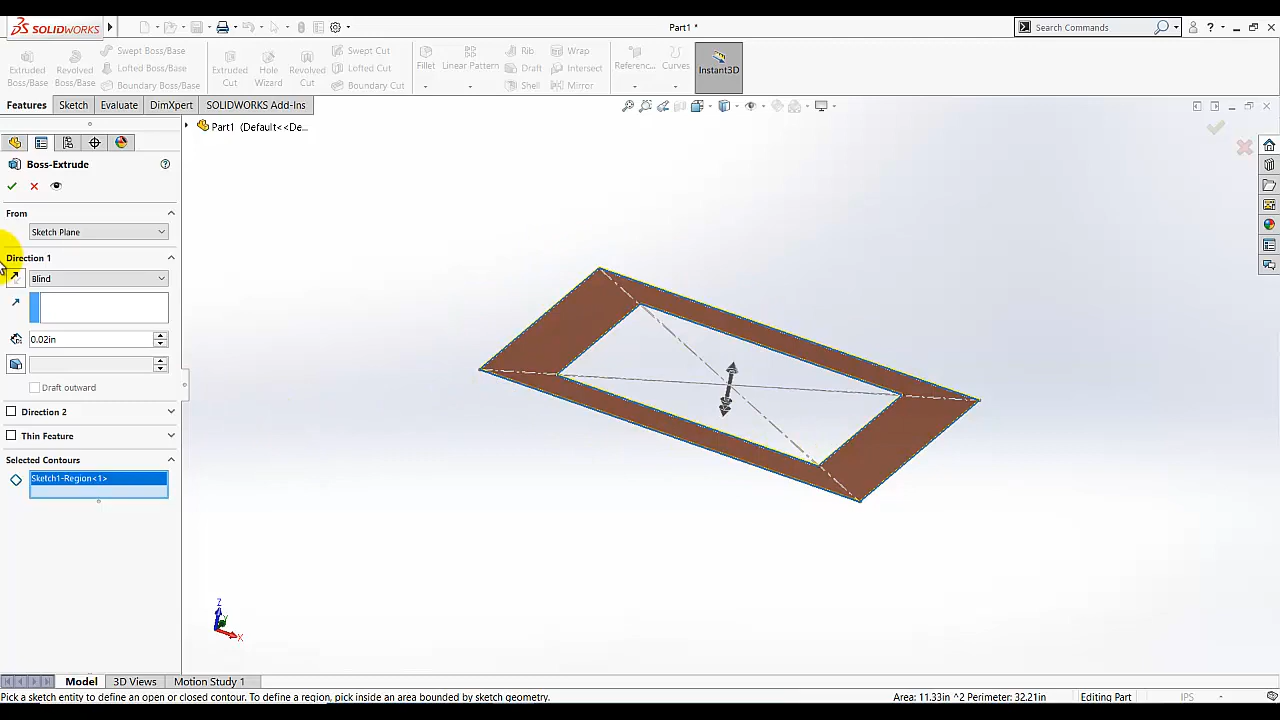 SOLIDWORKS
Part1 *
Search Commands
?
Extruded
Boss/Base
Revolved
Boss/Base
Swept Boss/Base
Lofted Boss/Base
Boundary Boss/Base
Extruded
Cut
Hole
Wizard
Revolved
Cut
Swept Cut
Lofted Cut
Boundary Cut
Fillet
Linear Pattern
Rib
Draft
Shell
Wrap
Intersect
Mirror
Referenc...
Curves
Instant3D
Features
Sketch
Evaluate
DimXpert
SOLIDWORKS Add-Ins
Part1 (Default<<De...
Boss-Extrude
?
From
Sketch Plane
Direction 1
Blind
0.02in
Draft outward
Direction 2
Thin Feature
Selected Contours
Sketch1-Region<1>
Z
Y
X
Model
3D Views
Motion Study 1
Pick a sketch entity to define an open or closed contour. To define a region, pick inside an area bounded by sketch geometry.
Area: 11.33in ^2 Perimeter: 32.21in
Editing Part
IPS